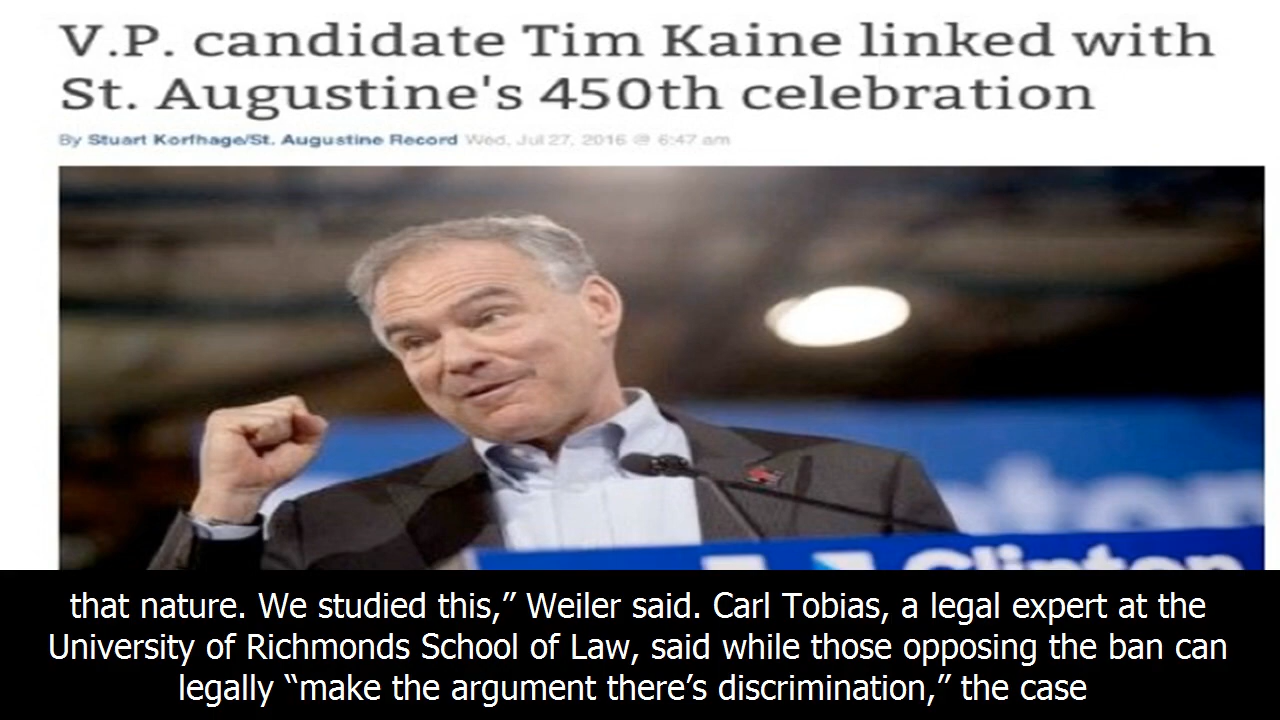 V.P. candidate Tim Kaine linked with
St. Augustine's 450th celebration
By Stuart Korfhage/St. Augustine Record Wed, Jul 27, 2016 @ 6:47 am
Clinton
that nature. We studied this,” Weiler said. Carl Tobias, a legal expert at the
University of Richmonds School of Law, said while those opposing the ban can
legally “make the argument there’s discrimination,” the case